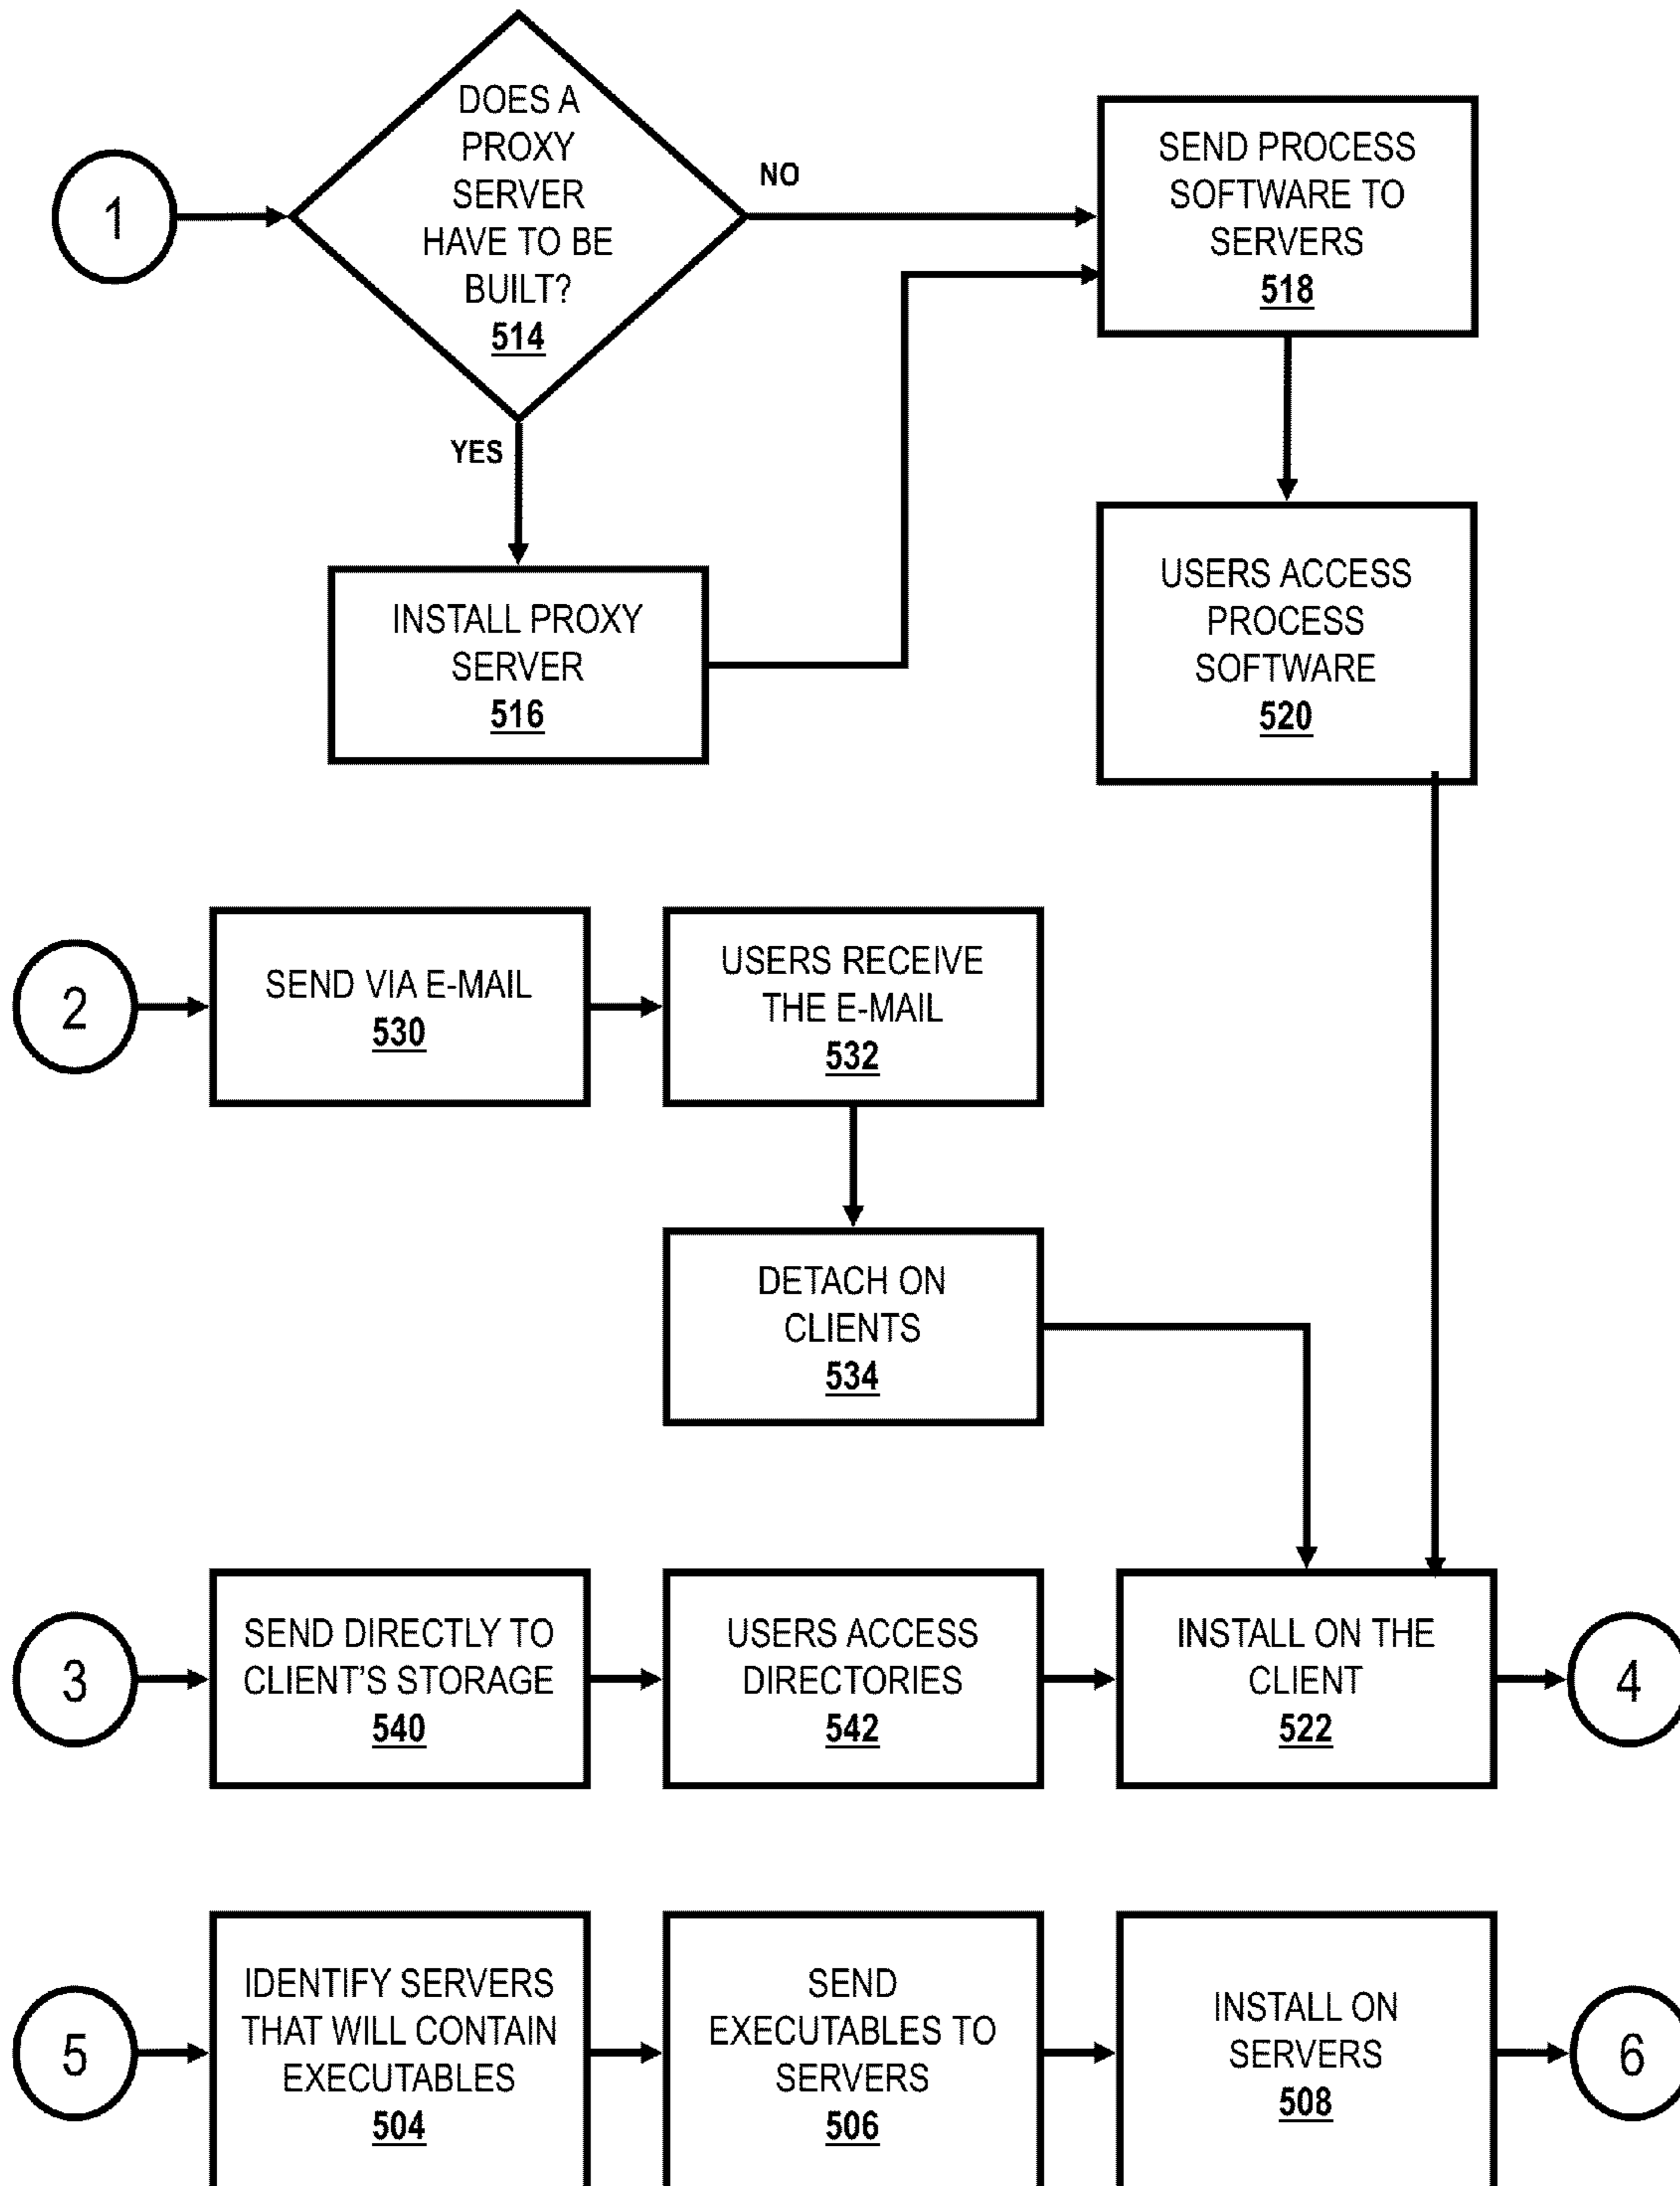 1
DOES A
PROXY
SERVER
HAVE TO BE
BUILT?
514
NO
YES
SEND PROCESS
SOFTWARE TO
SERVERS
518
INSTALL PROXY
SERVER
516
USERS ACCESS
PROCESS
SOFTWARE
520
2
SEND VIA E-MAIL
530
USERS RECEIVE
THE E-MAIL
532
DETACH ON
CLIENTS
534
3
SEND DIRECTLY TO
CLIENT'S STORAGE
540
USERS ACCESS
DIRECTORIES
542
INSTALL ON THE
CLIENT
522
4
5
IDENTIFY SERVERS
THAT WILL CONTAIN
EXECUTABLES
504
SEND
EXECUTABLES TO
SERVERS
506
INSTALL ON
SERVERS
508
6